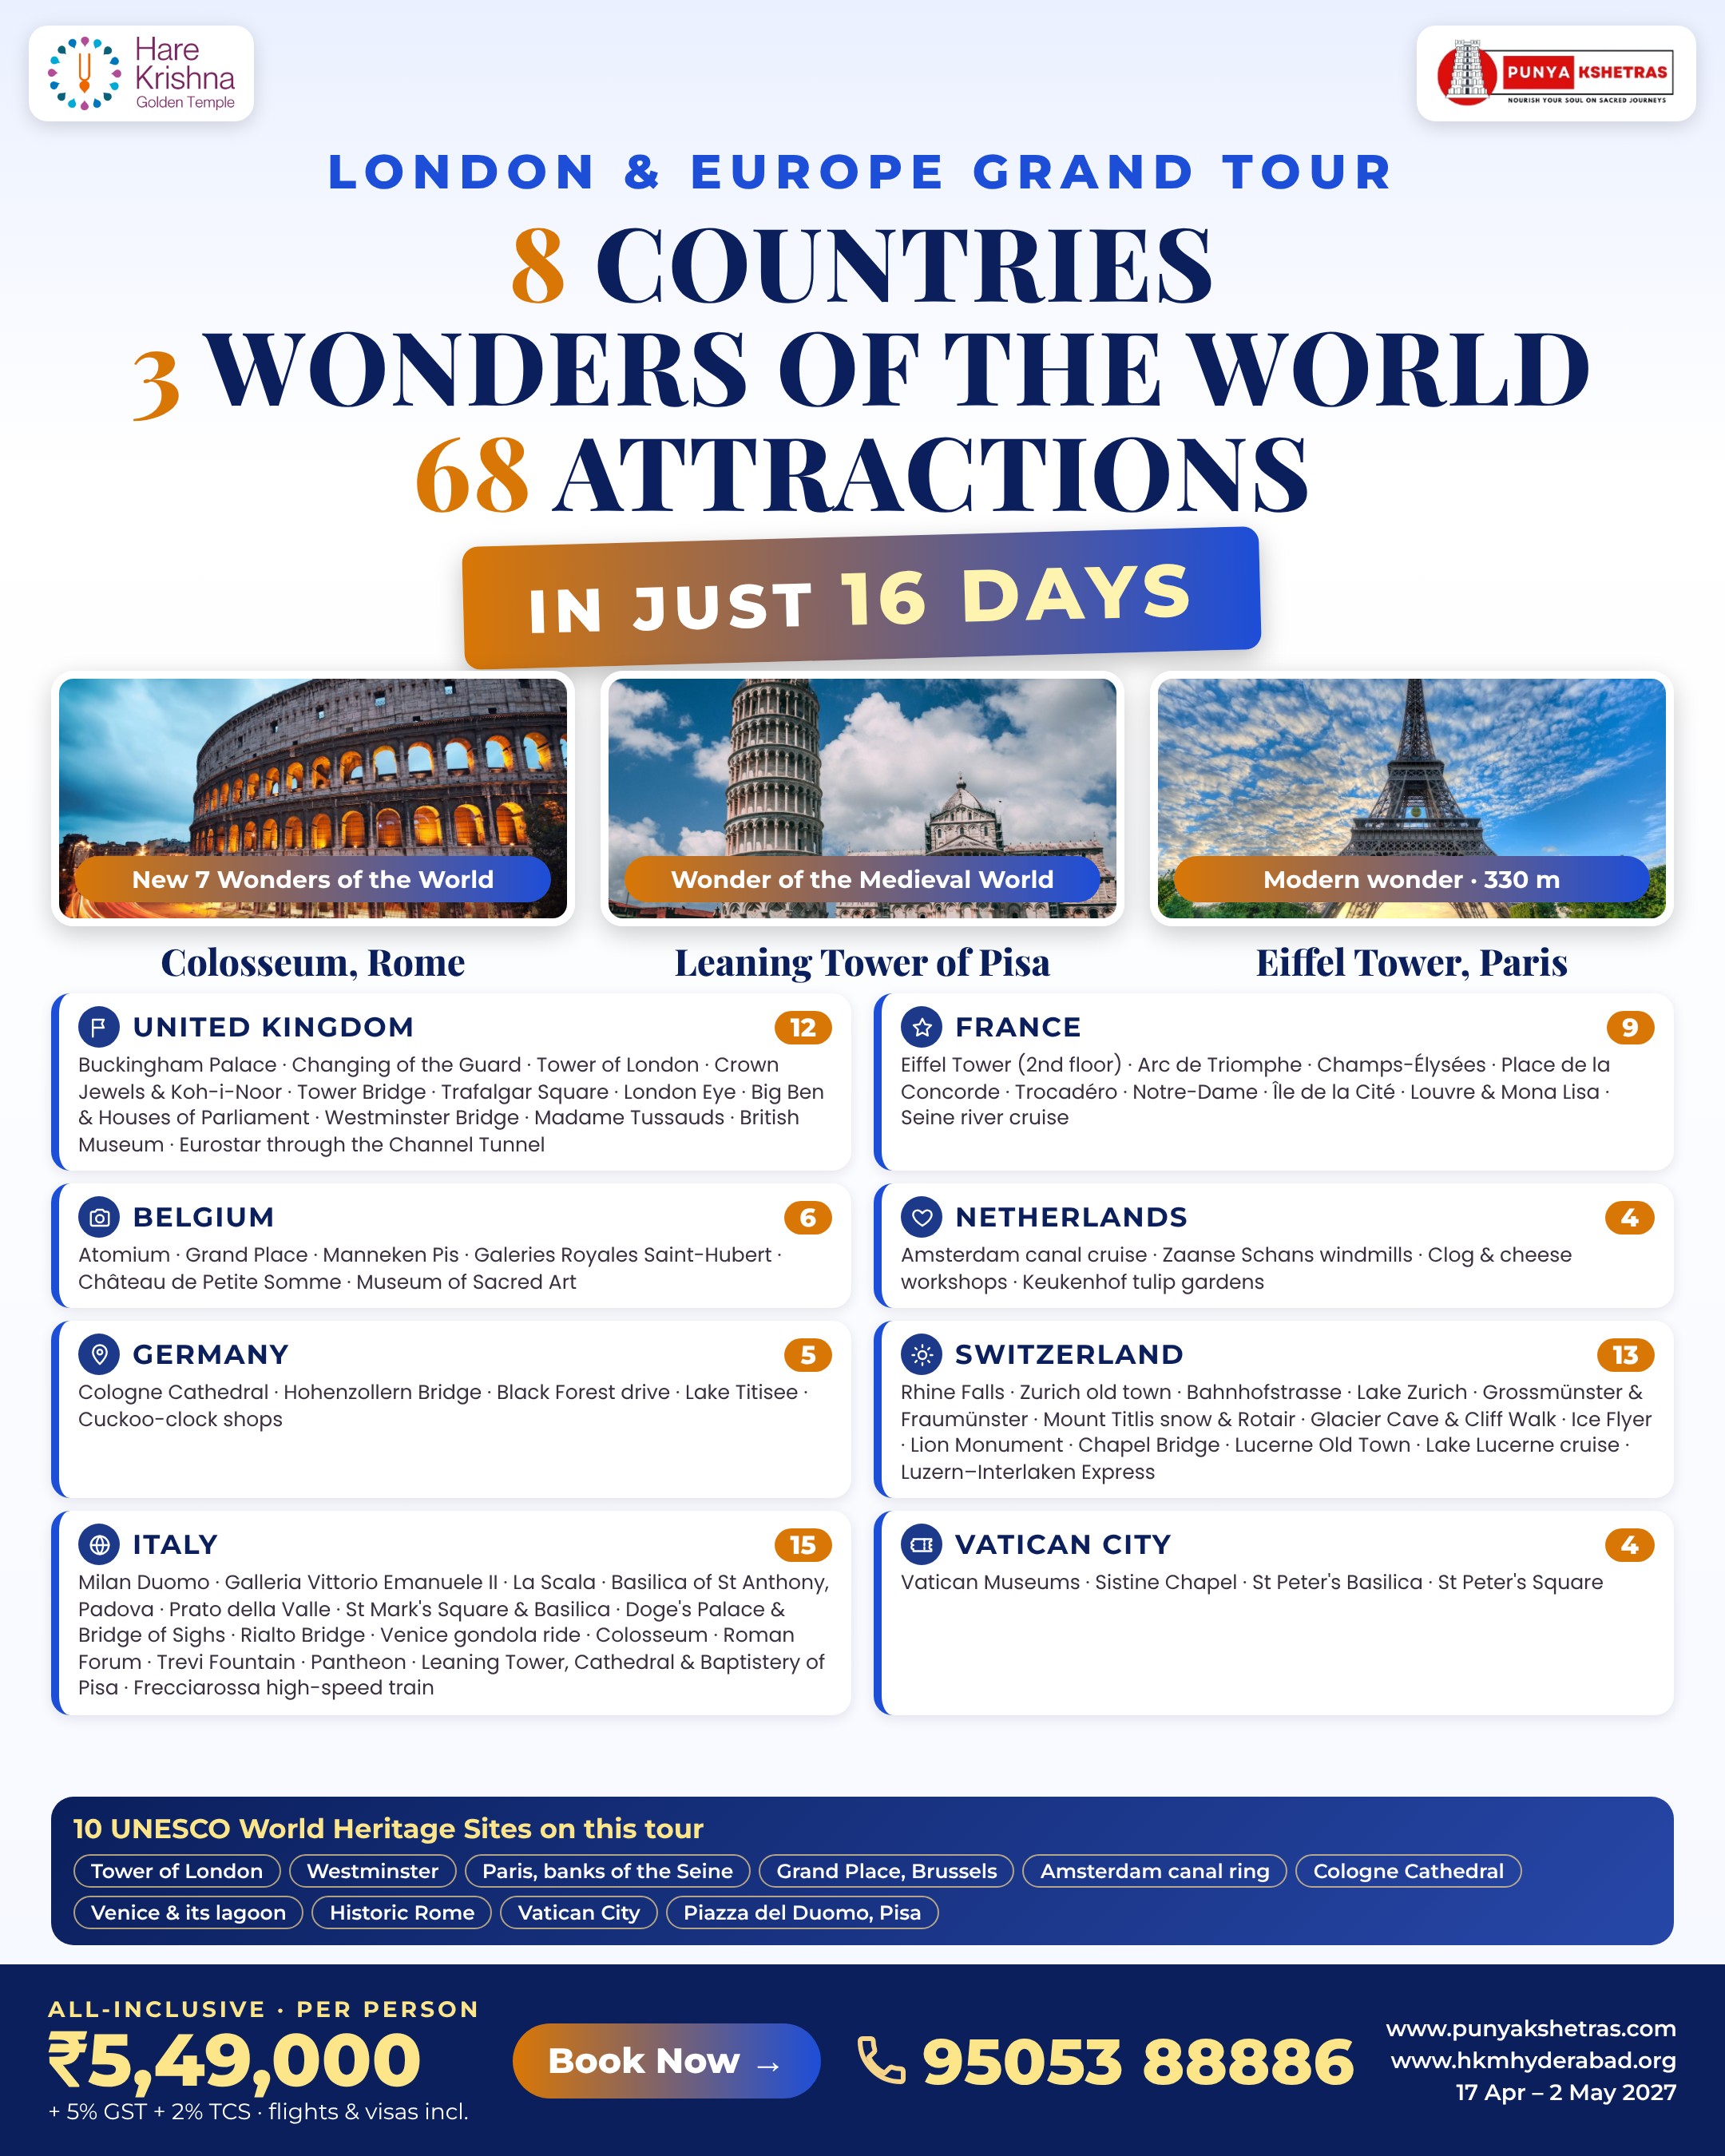 Hare
Krishna
Golden Temple
PUNYA KSHETRAS
NOURISH YOUR SOUL ON SACRED JOURNEYS
LONDON & EUROPE GRAND TOUR
8 COUNTRIES
3 WONDERS OF THE WORLD
68 ATTRACTIONS
IN JUST 16 DAYS
New 7 Wonders of the World
Wonder of the Medieval World
Modern wonder · 330 m
Colosseum, Rome
Leaning Tower of Pisa
Eiffel Tower, Paris
UNITED KINGDOM 12
Buckingham Palace · Changing of the Guard · Tower of London · Crown
Jewels & Koh-i-Noor · Tower Bridge · Trafalgar Square · London Eye · Big Ben
& Houses of Parliament · Westminster Bridge · Madame Tussauds · British
Museum · Eurostar through the Channel Tunnel
FRANCE 9
Eiffel Tower (2nd floor) · Arc de Triomphe · Champs-Élysées · Place de la
Concorde · Trocadéro · Notre-Dame · Île de la Cité · Louvre & Mona Lisa ·
Seine river cruise
BELGIUM 6
Atomium · Grand Place · Manneken Pis · Galeries Royales Saint-Hubert ·
Château de Petite Somme · Museum of Sacred Art
NETHERLANDS 4
Amsterdam canal cruise · Zaanse Schans windmills · Clog & cheese
workshops · Keukenhof tulip gardens
GERMANY 5
Cologne Cathedral · Hohenzollern Bridge · Black Forest drive · Lake Titisee ·
Cuckoo-clock shops
SWITZERLAND 13
Rhine Falls · Zurich old town · Bahnhofstrasse · Lake Zurich · Grossmünster &
Fraumünster · Mount Titlis snow & Rotair · Glacier Cave & Cliff Walk · Ice Flyer
· Lion Monument · Chapel Bridge · Lucerne Old Town · Lake Lucerne cruise ·
Luzern–Interlaken Express
ITALY 15
Milan Duomo · Galleria Vittorio Emanuele II · La Scala · Basilica of St Anthony,
Padova · Prato della Valle · St Mark's Square & Basilica · Doge's Palace &
Bridge of Sighs · Rialto Bridge · Venice gondola ride · Colosseum · Roman
Forum · Trevi Fountain · Pantheon · Leaning Tower, Cathedral & Baptistery of
Pisa · Frecciarossa high-speed train
VATICAN CITY 4
Vatican Museums · Sistine Chapel · St Peter's Basilica · St Peter's Square
10 UNESCO World Heritage Sites on this tour
Tower of London Westminster Paris, banks of the Seine Grand Place, Brussels Amsterdam canal ring Cologne Cathedral
Venice & its lagoon Historic Rome Vatican City Piazza del Duomo, Pisa
ALL-INCLUSIVE · PER PERSON
₹5,49,000
+ 5% GST + 2% TCS · flights & visas incl.
Book Now →
95053 88886
www.punyakshetras.com
www.hkmhyderabad.org
17 Apr – 2 May 2027